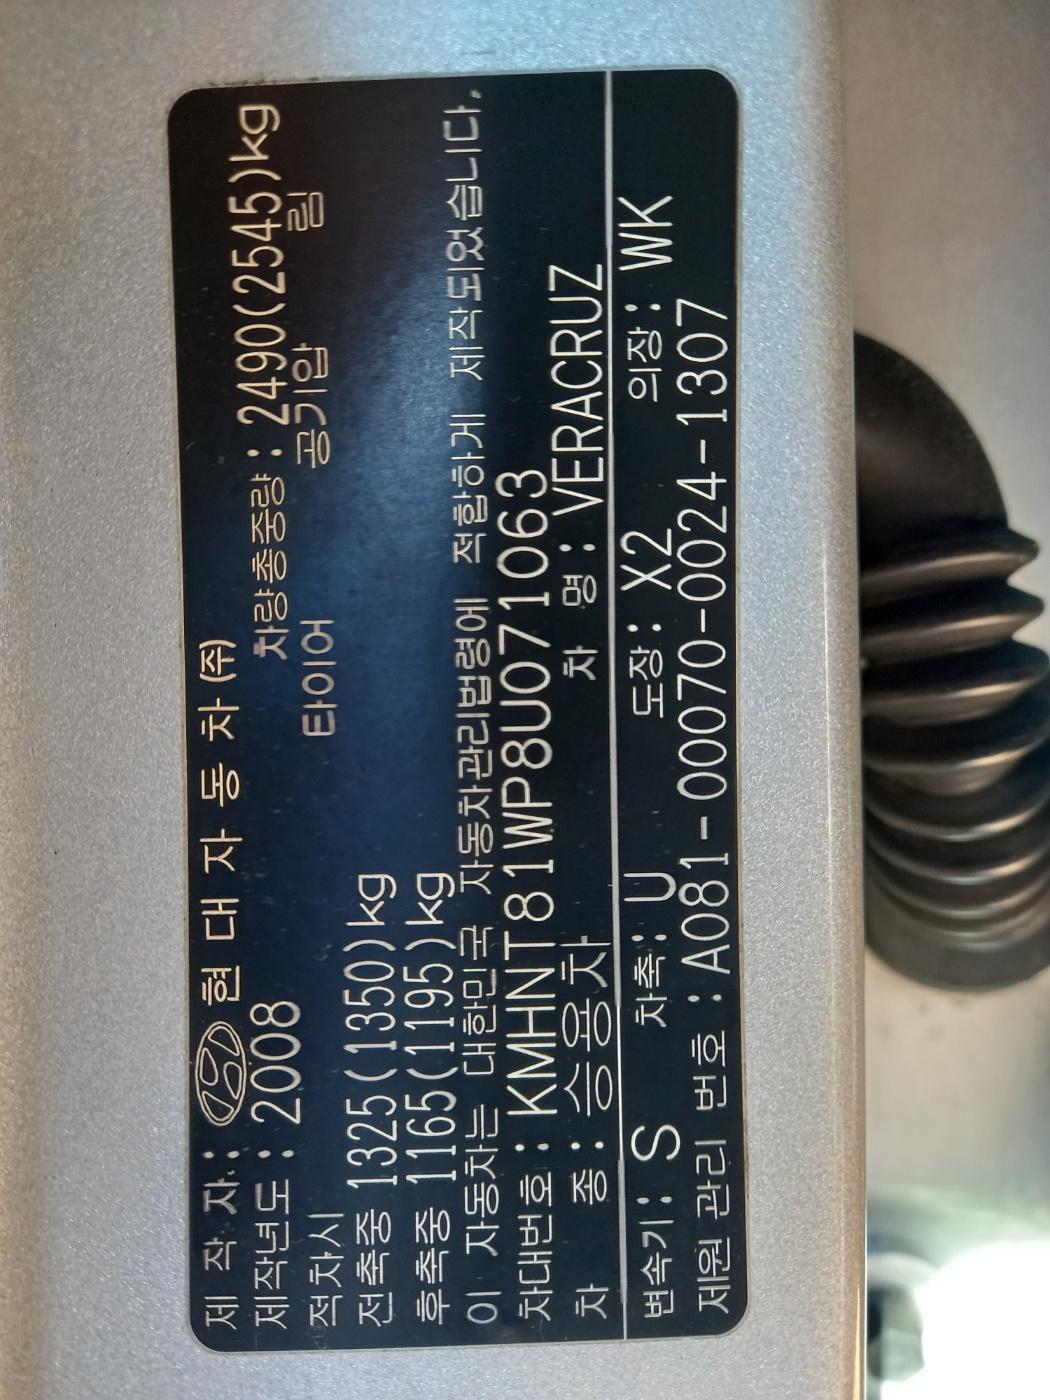 제 작 자 : 현 대 자 동 차 (주)
제작년도 : 2008 차량총중량 : 2490(2545)kg
적차시 타이어 공기압 림
전축중 1325(1350)kg
후축중 1165(1195)kg
이 자동차는 대한민국 자동차관리법령에 적합하게 제작되었습니다.
차대번호 : KMHNT81WP8U071063
차 종 : 승용차 차 명 : VERACRUZ
변속기 : S 차축 : U 도장 : X2 의장 : WK
제원 관리 번호 : A081-00070-0024-1307